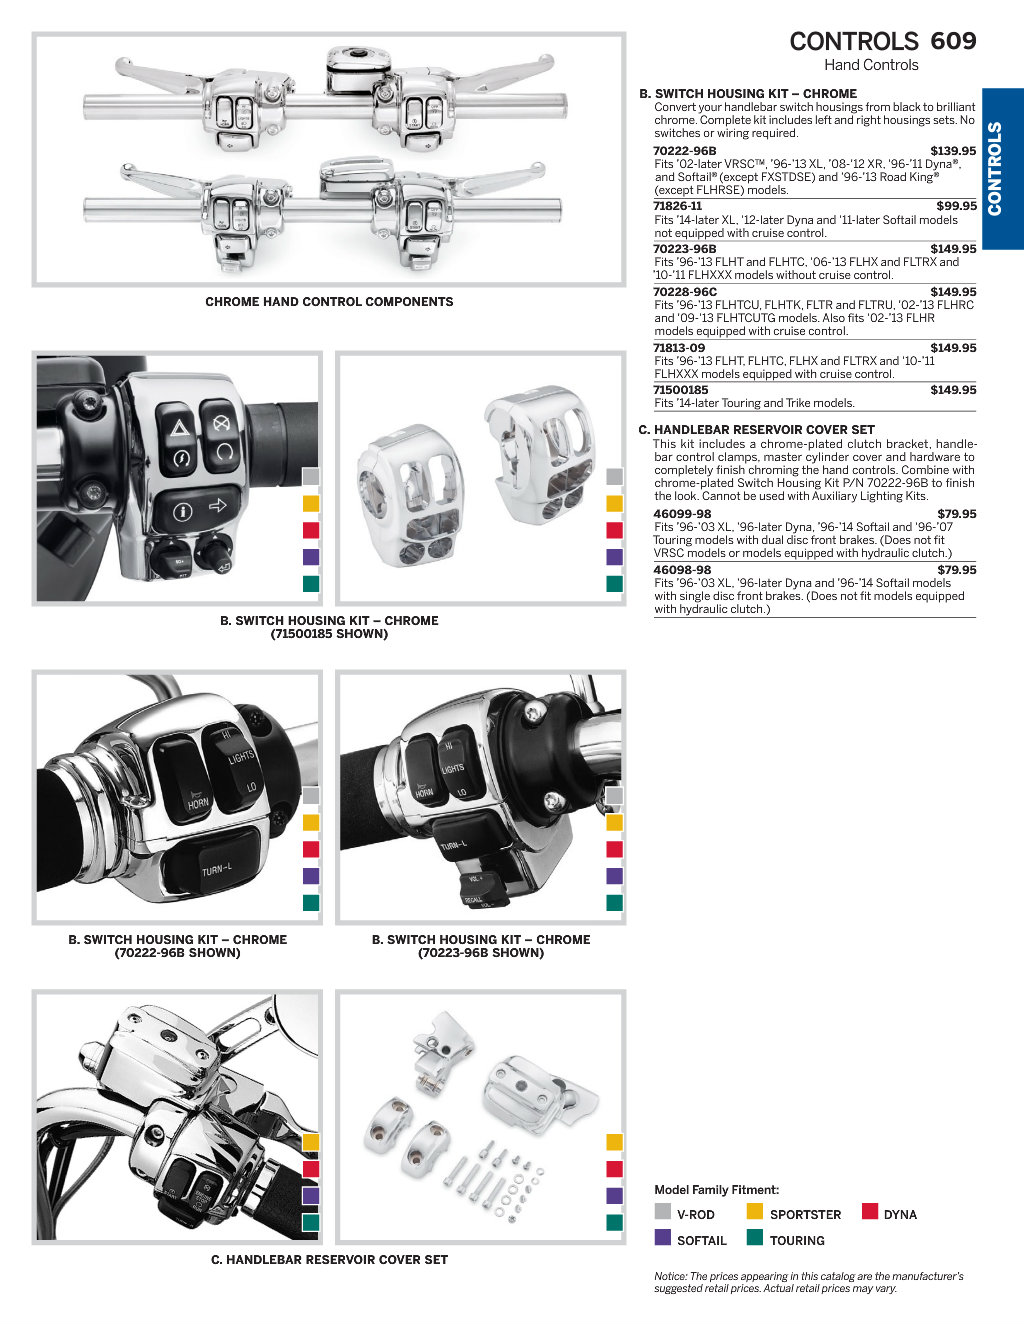 CONTROLS 609
Hand Controls
CONTROLS
CHROME HAND CONTROL COMPONENTS
B. SWITCH HOUSING KIT – CHROME
(71500185 SHOWN)
HORN
HI
LIGHTS
LO
TURN-L
B. SWITCH HOUSING KIT – CHROME
(70222-96B SHOWN)
HORN
HI
LIGHTS
LO
TURN-L
VOL +
RECALL
VOL -
B. SWITCH HOUSING KIT – CHROME
(70223-96B SHOWN)
C. HANDLEBAR RESERVOIR COVER SET
B. SWITCH HOUSING KIT – CHROME
Convert your handlebar switch housings from black to brilliant
chrome. Complete kit includes left and right housings sets. No
switches or wiring required.
70222-96B $139.95
Fits ’02-later VRSC™, ’96-’13 XL, ’08-‘12 XR, ‘96-’11 Dyna®,
and Softail® (except FXSTDSE) and ‘96-’13 Road King®
(except FLHRSE) models.
71826-11 $99.95
Fits ’14-later XL, ‘12-later Dyna and ‘11-later Softail models
not equipped with cruise control.
70223-96B $149.95
Fits ’96-’13 FLHT and FLHTC, ‘06-’13 FLHX and FLTRX and
’10-‘11 FLHXXX models without cruise control.
70228-96C $149.95
Fits ’96-’13 FLHTCU, FLHTK, FLTR and FLTRU, ‘02-’13 FLHRC
and ‘09-’13 FLHTCUTG models. Also fits ‘02-’13 FLHR
models equipped with cruise control.
71813-09 $149.95
Fits ’96-’13 FLHT, FLHTC, FLHX and FLTRX and ‘10-’11
FLHXXX models equipped with cruise control.
71500185 $149.95
Fits ’14-later Touring and Trike models.
C. HANDLEBAR RESERVOIR COVER SET
This kit includes a chrome-plated clutch bracket, handle-
bar control clamps, master cylinder cover and hardware to
completely finish chroming the hand controls. Combine with
chrome-plated Switch Housing Kit P/N 70222-96B to finish
the look. Cannot be used with Auxiliary Lighting Kits.
46099-98 $79.95
Fits ’96-’03 XL, ’96-later Dyna, ’96-’14 Softail and ‘96-’07
Touring models with dual disc front brakes. (Does not fit
VRSC models or models equipped with hydraulic clutch.)
46098-98 $79.95
Fits ’96-’03 XL, ’96-later Dyna and ’96-’14 Softail models
with single disc front brakes. (Does not fit models equipped
with hydraulic clutch.)
Model Family Fitment:
V-ROD SPORTSTER DYNA
SOFTAIL TOURING
Notice: The prices appearing in this catalog are the manufacturer’s
suggested retail prices. Actual retail prices may vary.